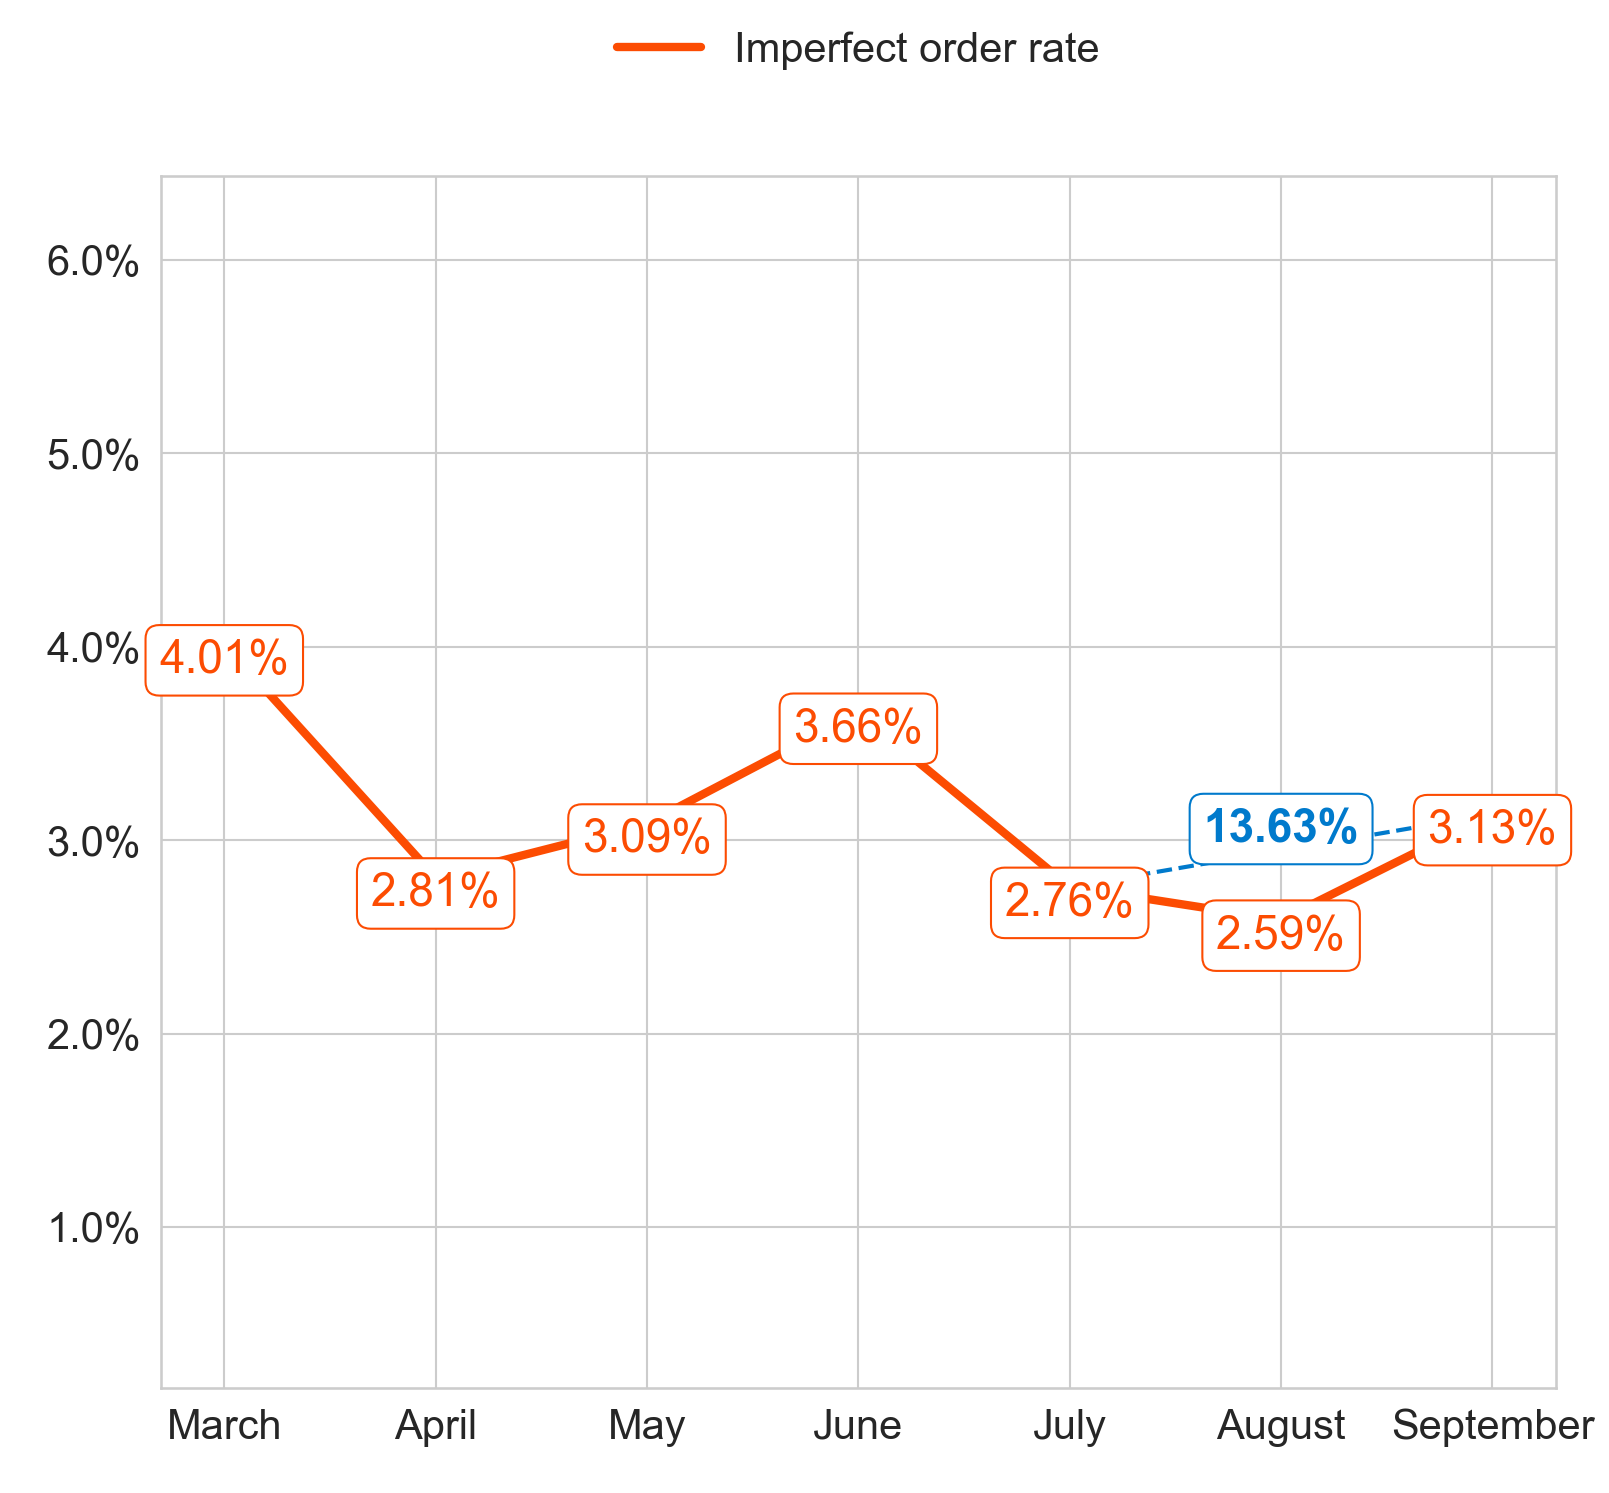 Imperfect order rate
6.0%
5.0%
4.0%
3.0%
2.0%
1.0%
4.01%
2.81%
3.09%
3.66%
2.76%
13.63%
2.59%
3.13%
March
April
May
June
July
August
September